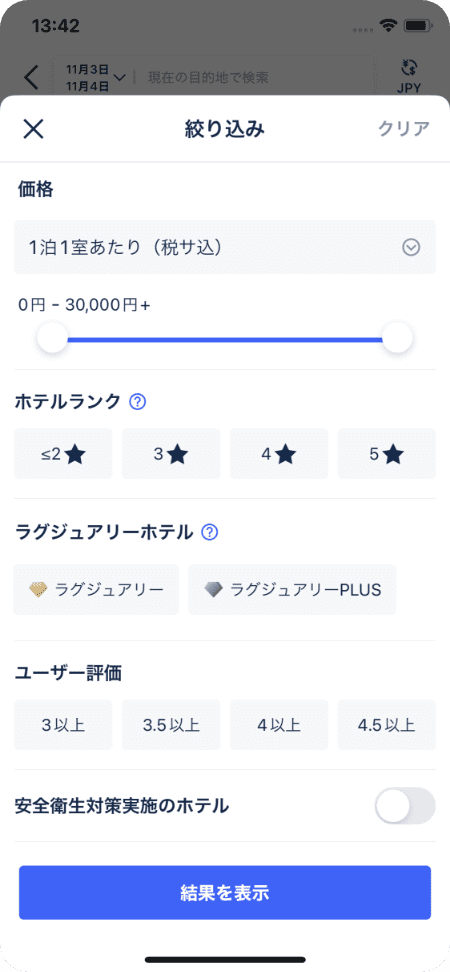 13:42
11月3日
11月4日
現在の目的地で検索
JPY
絞り込み
クリア
価格
1泊1室あたり（税サ込）
0円 - 30,000円+
ホテルランク
≤2★
3★
4★
5★
ラグジュアリーホテル
ラグジュアリー
ラグジュアリーPLUS
ユーザー評価
3以上
3.5以上
4以上
4.5以上
安全衛生対策実施のホテル
結果を表示